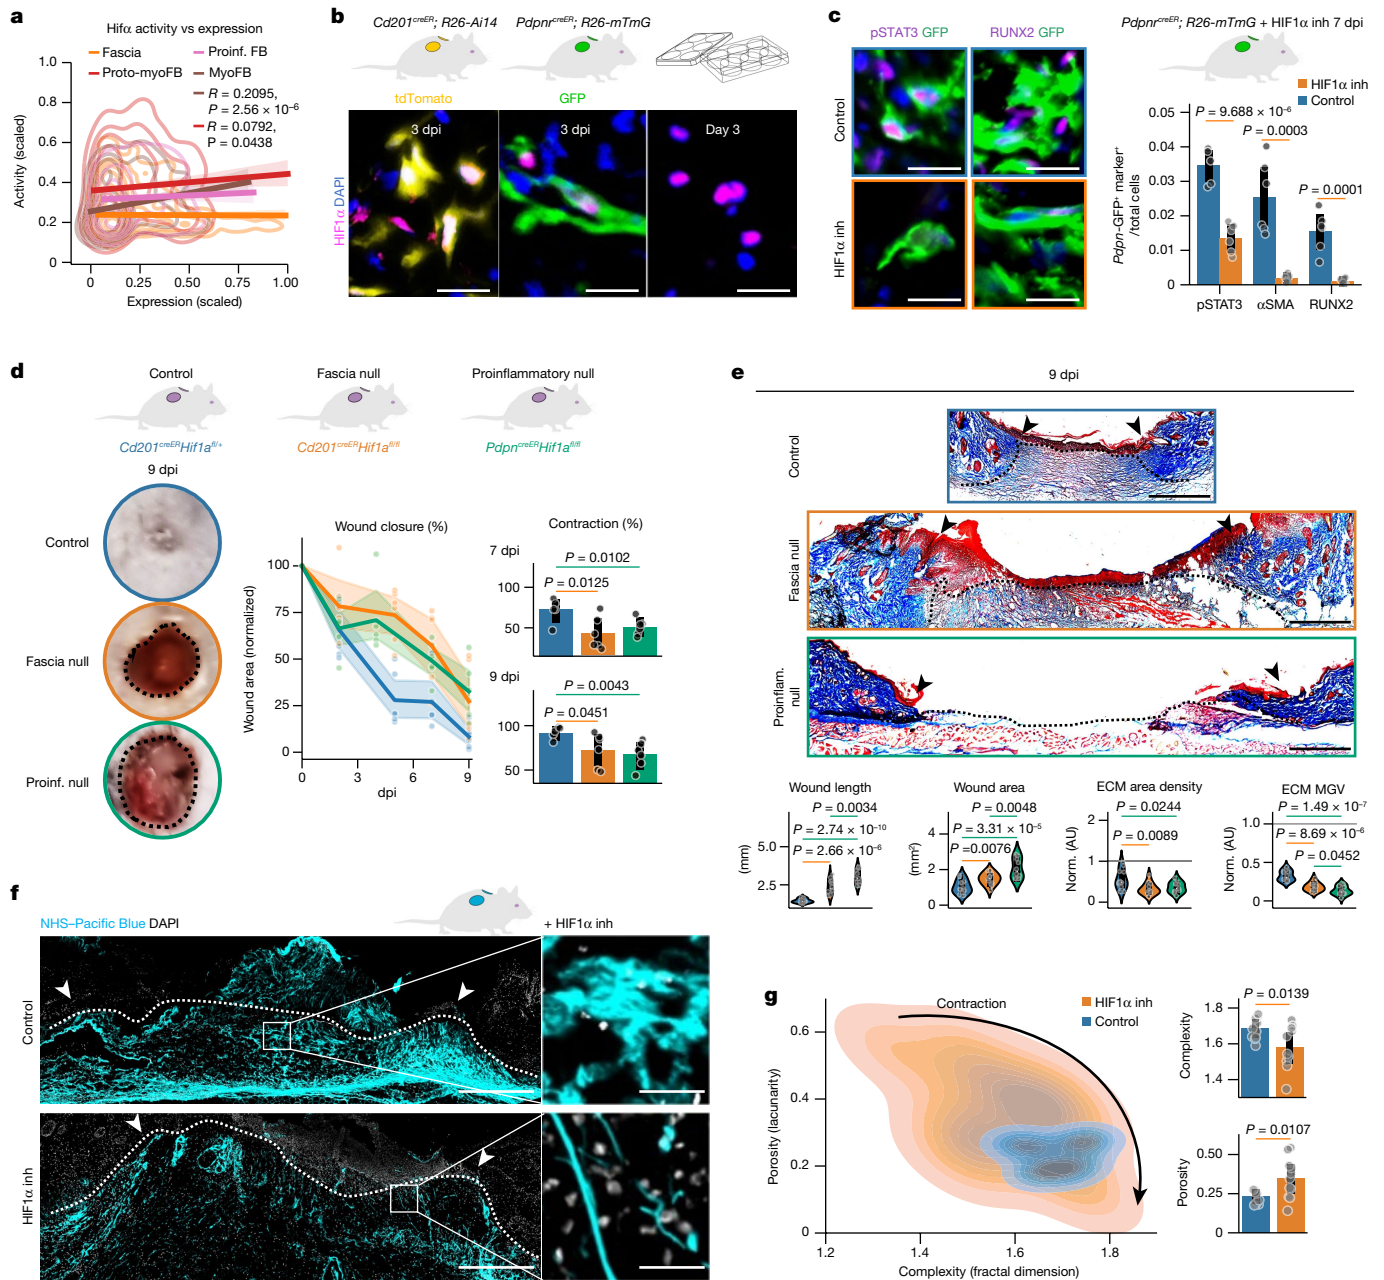 a
Hifα activity vs expression
Fascia
Proinf. FB
Proto-myoFB
MyoFB
R = 0.2095,
P = 2.56 × 10⁻⁶
R = 0.0792,
P = 0.0438
Activity (scaled)
1.0
0.8
0.6
0.4
0.2
0
0
0.25
0.50
0.75
1.00
Expression (scaled)
b
Cd201creER; R26-Ai14
Pdpnrc​reER; R26-mTmG
tdTomato
GFP
3 dpi
3 dpi
Day 3
HIF1α DAPI
c
pSTAT3 GFP
RUNX2 GFP
Control
HIF1α inh
PdpnrcreER; R26-mTmG + HIF1α inh 7 dpi
HIF1α inh
Control
P = 9.688 × 10⁻⁶
P = 0.0003
P = 0.0001
Pdpn-GFP⁺ marker⁺
/total cells
0.05
0.04
0.03
0.02
0.01
0
pSTAT3
αSMA
RUNX2
d
Control
Fascia null
Proinflammatory null
Cd201creERHif1afl/+
Cd201creERHif1afl/fl
PdpncreERHif1afl/fl
9 dpi
Control
Fascia null
Proinf. null
Wound closure (%)
Wound area (normalized)
100
75
50
25
0
0
3
6
9
dpi
Contraction (%)
7 dpi
P = 0.0102
P = 0.0125
100
50
9 dpi
P = 0.0043
P = 0.0451
100
50
e
9 dpi
Control
Fascia null
Proinflam.
null
Wound length
P = 0.0034
P = 2.74 × 10⁻¹⁰
P = 2.66 × 10⁻⁶
(mm)
5.0
2.5
Wound area
P = 0.0048
P = 3.31 × 10⁻⁵
P =0.0076
(mm²)
4
2
0
ECM area density
P = 0.0244
P = 0.0089
Norm. (AU)
2
1
0
ECM MGV
P = 1.49 × 10⁻⁷
P = 8.69 × 10⁻⁶
P = 0.0452
Norm. (AU)
1.0
0.5
0
f
NHS–Pacific Blue DAPI
+ HIF1α inh
Control
HIF1α inh
g
Contraction
HIF1α inh
Control
Porosity (lacunarity)
0.6
0.4
0.2
0
1.2
1.4
1.6
1.8
Complexity (fractal dimension)
P = 0.0139
Complexity
1.8
1.6
1.4
P = 0.0107
Porosity
0.50
0.25
0